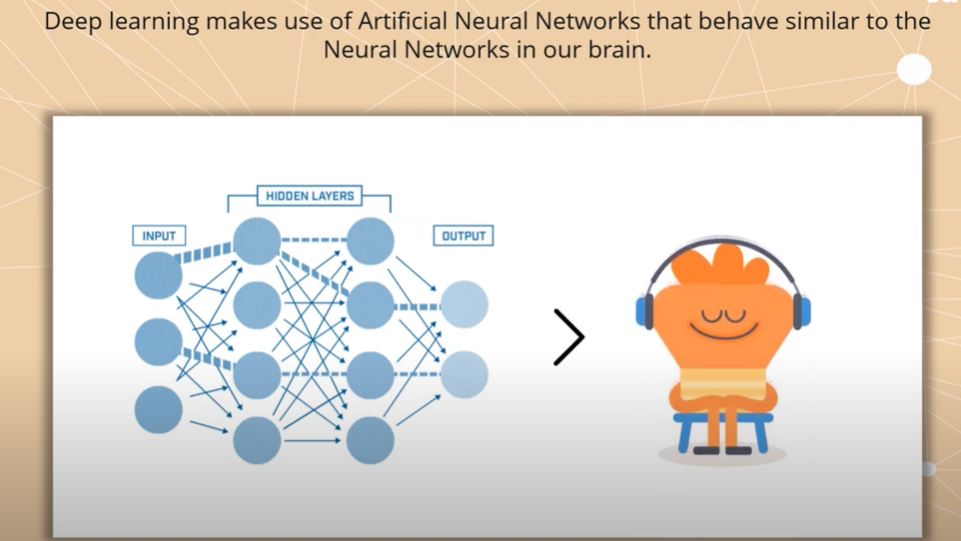 Deep learning makes use of Artificial Neural Networks that behave similar to the
Neural Networks in our brain.
HIDDEN LAYERS
INPUT
OUTPUT